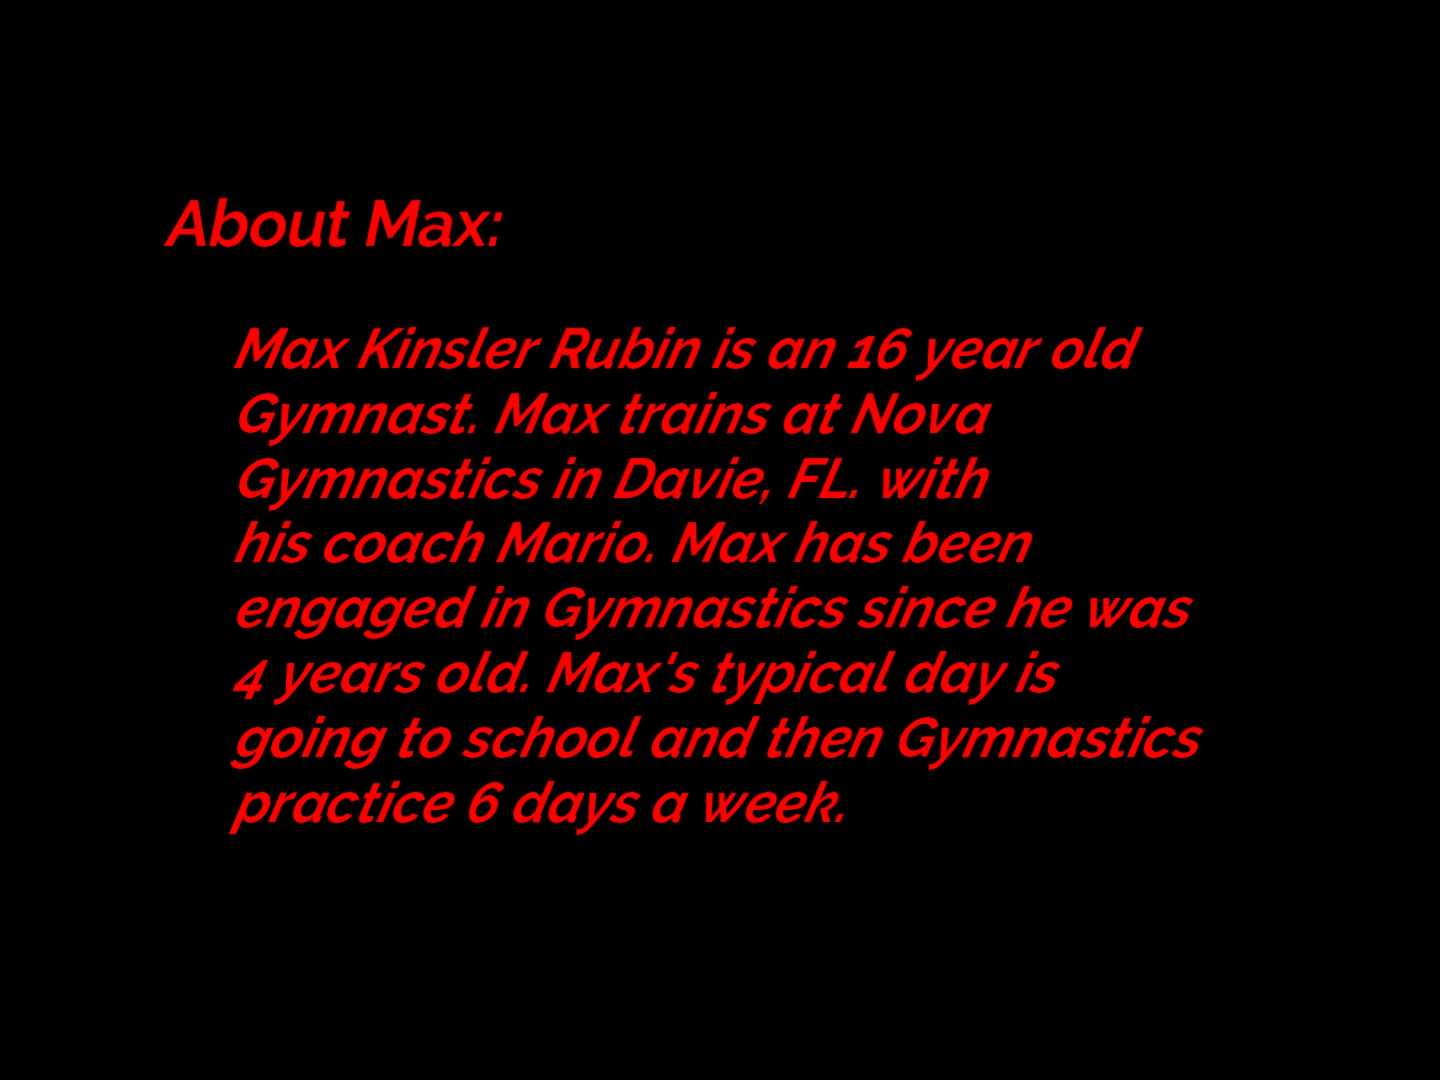 About Max:
Max Kinsler Rubin is an 16 year old
Gymnast. Max trains at Nova
Gymnastics in Davie, FL. with
his coach Mario. Max has been
engaged in Gymnastics since he was
4 years old. Max's typical day is
going to school and then Gymnastics
practice 6 days a week.